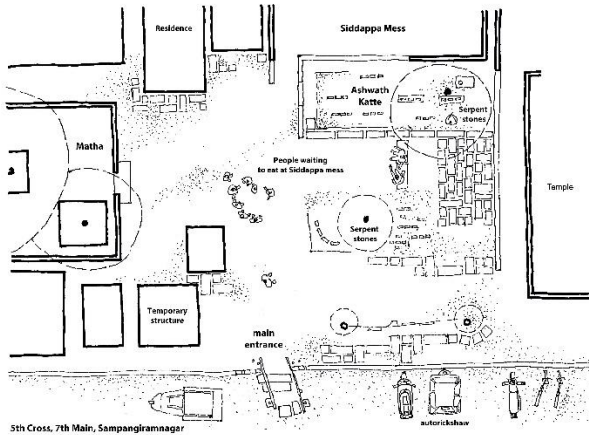 Residence
Siddappa Mess
Ashwath
Katte
Serpent
stones
Matha
People waiting
to eat at Siddappa mess
Tample
Serpent
stones
Temporary
structure
main
entrance
autorickshaw
5th Cross, 7th Main, Sampangiramnagar